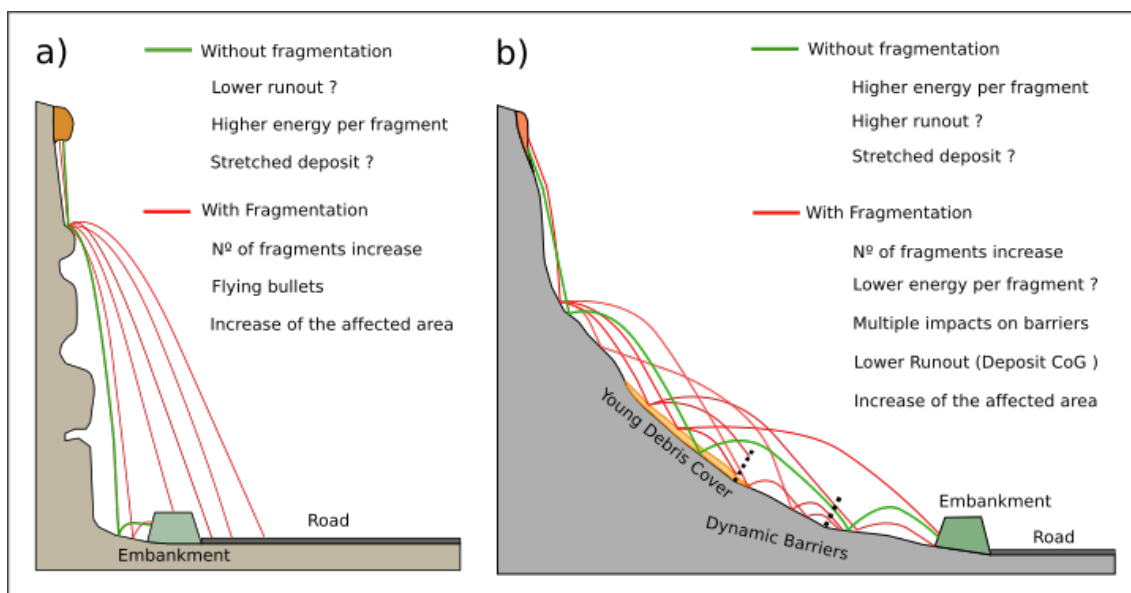 a)
Without fragmentation
Lower runout ?
Higher energy per fragment
Stretched deposit ?
With Fragmentation
Nº of fragments increase
Flying bullets
Increase of the affected area
Road
Embankment
b)
Without fragmentation
Higher energy per fragment
Higher runout ?
Stretched deposit ?
With Fragmentation
Nº of fragments increase
Lower energy per fragment ?
Multiple impacts on barriers
Lower Runout (Deposit CoG )
Increase of the affected area
Young Debris Cover
Dynamic Barriers
Embankment
Road